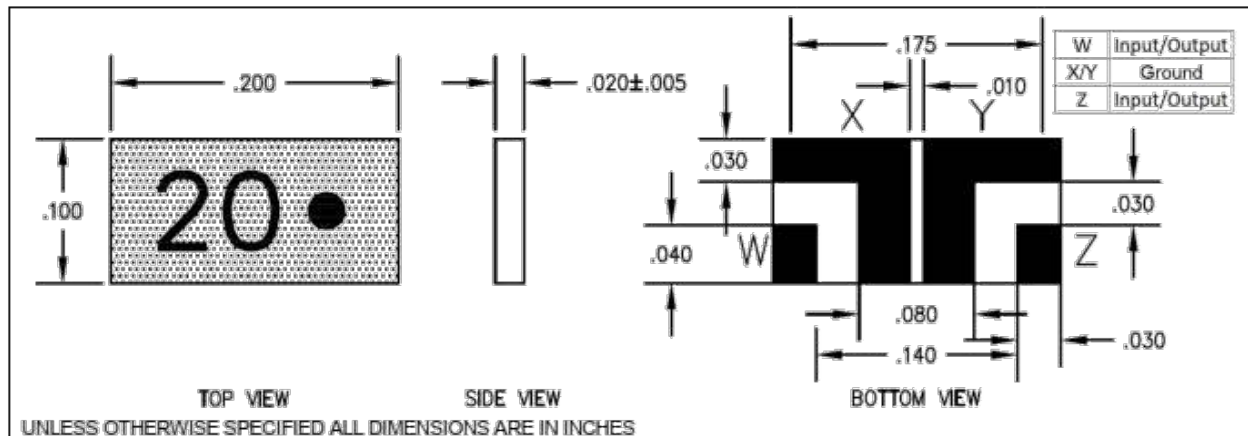 .175
W Input/Output
.200
.020±.005
.010
X/Y Ground
Z Input/Output
X Y
.030
20
.100
.030
.040
W Z
.080
.030
.140
TOP VIEW SIDE VIEW BOTTOM VIEW
UNLESS OTHERWISE SPECIFIED ALL DIMENSIONS ARE IN INCHES